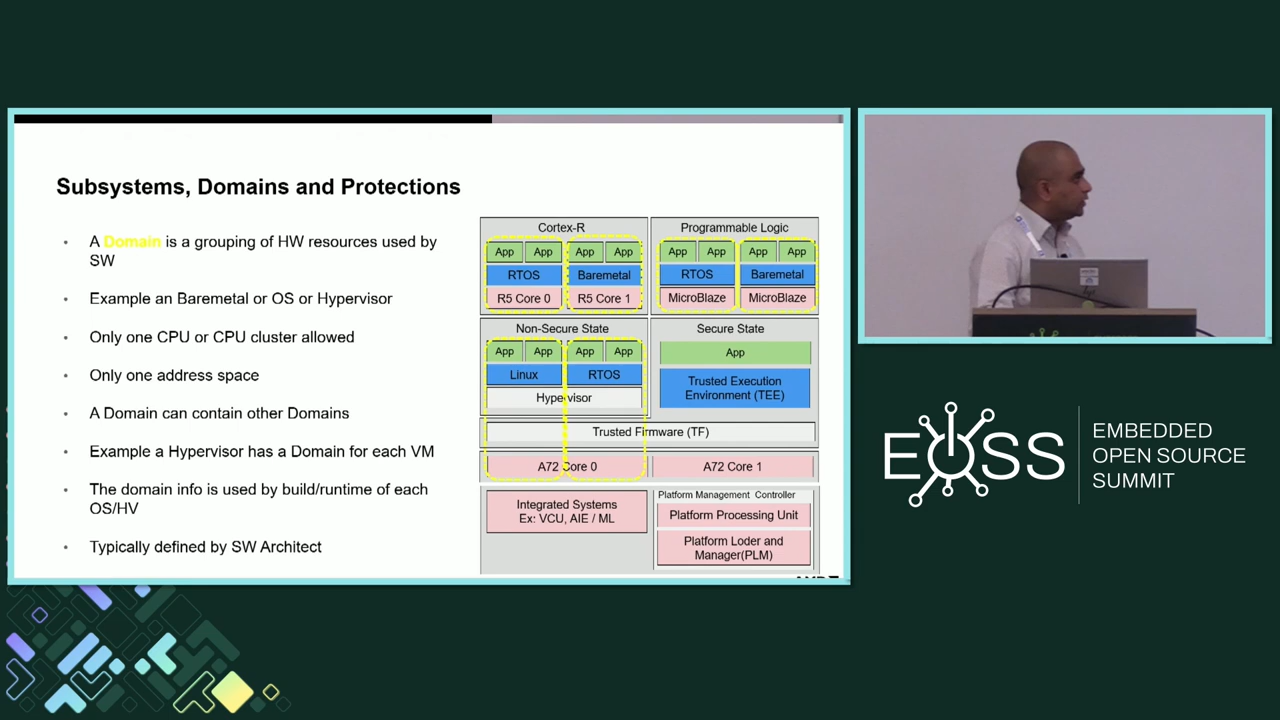 Subsystems, Domains and Protections
A Domain is a grouping of HW resources used by
SW
Example an Baremetal or OS or Hypervisor
Only one CPU or CPU cluster allowed
Only one address space
A Domain can contain other Domains
Example a Hypervisor has a Domain for each VM
The domain info is used by build/runtime of each
OS/HV
Typically defined by SW Architect
Cortex-R
App App App App
RTOS Baremetal
R5 Core 0 R5 Core 1
Programmable Logic
App App App App
RTOS Baremetal
MicroBlaze MicroBlaze
Non-Secure State
App App App App
Linux RTOS
Hypervisor
Secure State
App
Trusted Execution
Environment (TEE)
Trusted Firmware (TF)
A72 Core 0 A72 Core 1
Integrated Systems
Ex: VCU, AIE / ML
Platform Management Controller
Platform Processing Unit
Platform Loder and
Manager(PLM)
EOSS
EMBEDDED
OPEN SOURCE
SUMMIT